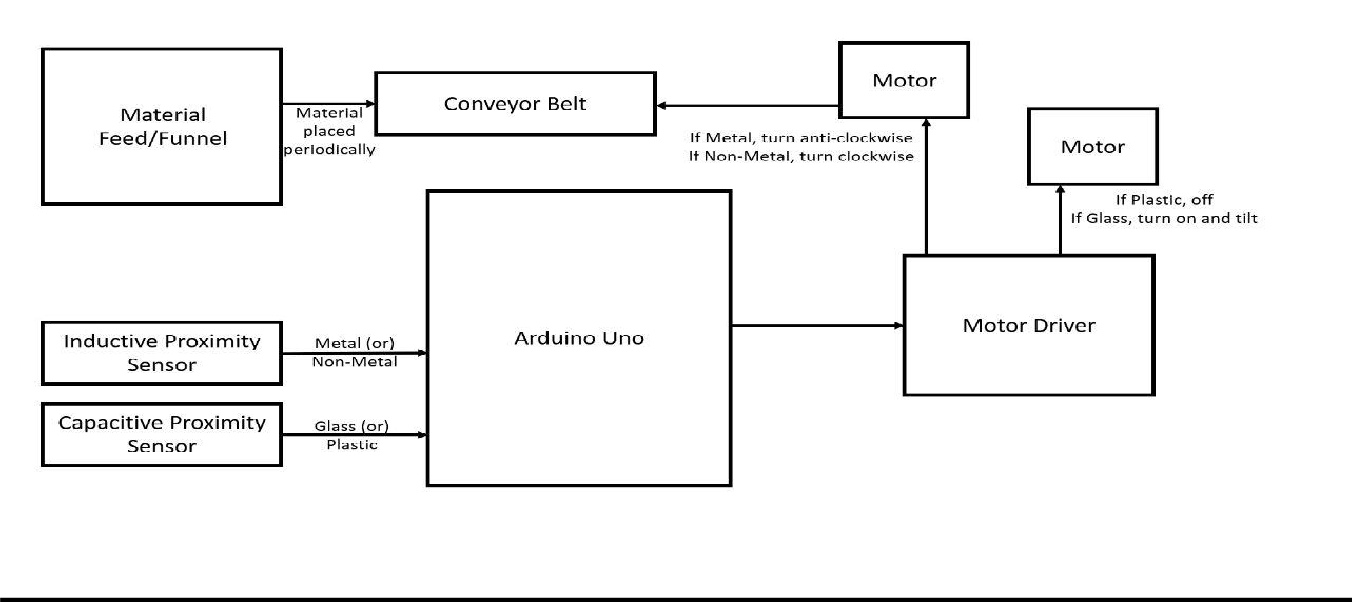 Material
Feed/Funnel
Material
placed
periodically
Conveyor Belt
Motor
If Metal, turn anti-clockwise
If Non-Metal, turn clockwise
Motor
If Plastic, off
If Glass, turn on and tilt
Inductive Proximity
Sensor
Metal (or)
Non-Metal
Arduino Uno
Motor Driver
Capacitive Proximity
Sensor
Glass (or)
Plastic